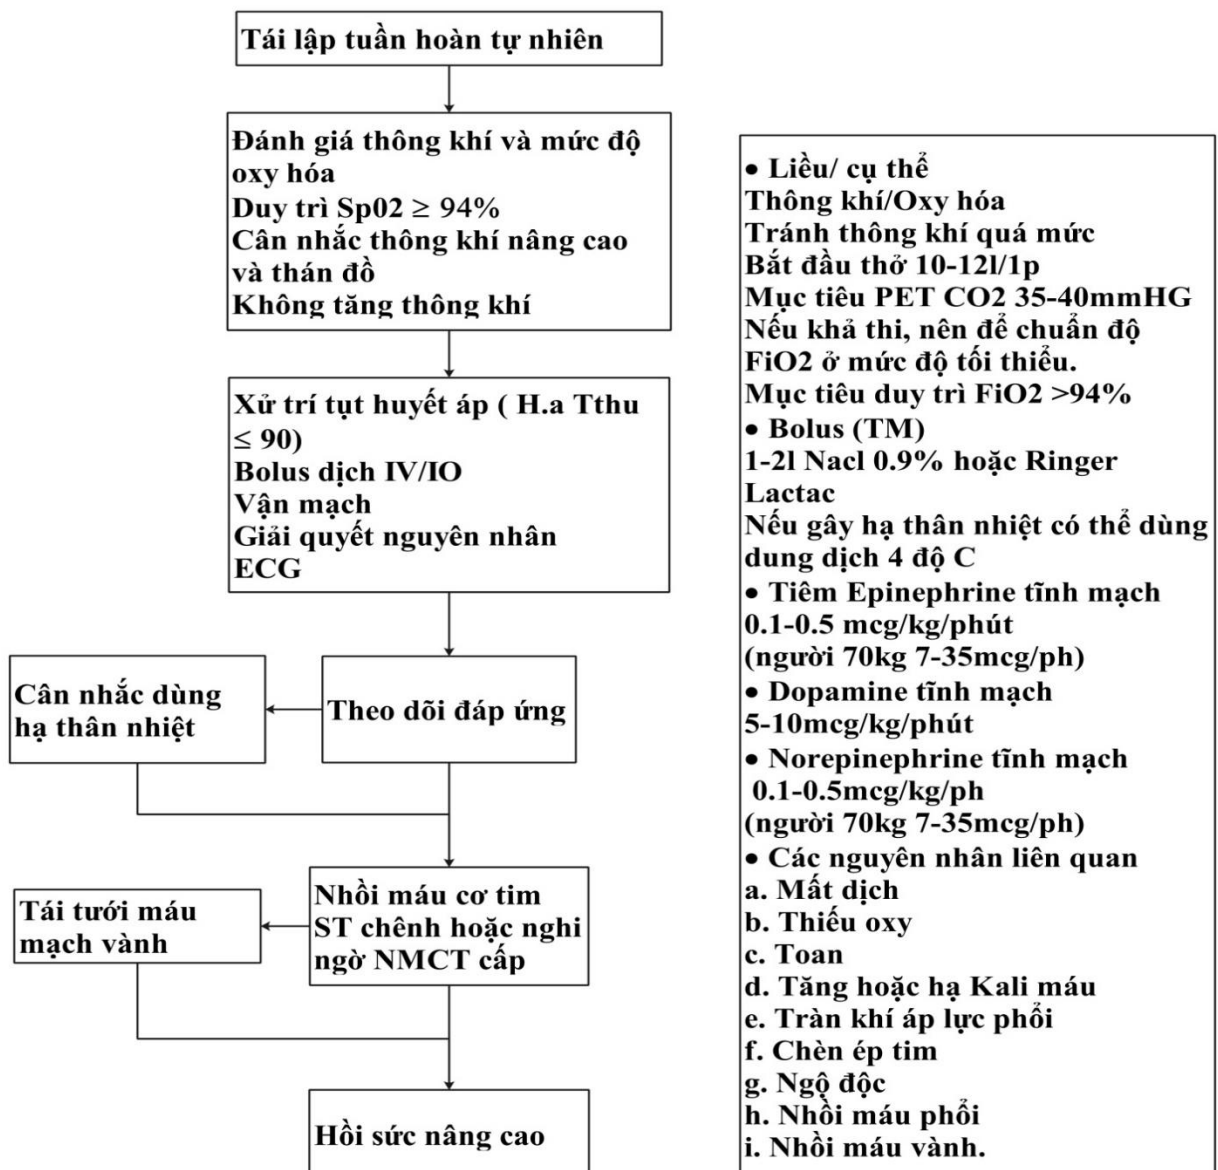 Tái lập tuần hoàn tự nhiên
Đánh giá thông khí và mức độ
oxy hóa
Duy trì Sp02 ≥ 94%
Cân nhắc thông khí nâng cao
và thán đồ
Không tăng thông khí
Xử trí tụt huyết áp ( H.a Tthu
≤ 90)
Bolus dịch IV/IO
Vận mạch
Giải quyết nguyên nhân
ECG
Theo dõi đáp ứng
Cân nhắc dùng
hạ thân nhiệt
Nhồi máu cơ tim
ST chênh hoặc nghi
ngờ NMCT cấp
Tái tưới máu
mạch vành
Hồi sức nâng cao
• Liều/ cụ thể
Thông khí/Oxy hóa
Tránh thông khí quá mức
Bắt đầu thở 10-12l/1p
Mục tiêu PET CO2 35-40mmHG
Nếu khả thi, nên để chuẩn độ
FiO2 ở mức độ tối thiểu.
Mục tiêu duy trì FiO2 >94%
• Bolus (TM)
1-2l Nacl 0.9% hoặc Ringer
Lactac
Nếu gây hạ thân nhiệt có thể dùng
dung dịch 4 độ C
• Tiêm Epinephrine tĩnh mạch
0.1-0.5 mcg/kg/phút
(người 70kg 7-35mcg/ph)
• Dopamine tĩnh mạch
5-10mcg/kg/phút
• Norepinephrine tĩnh mạch
0.1-0.5mcg/kg/ph
(người 70kg 7-35mcg/ph)
• Các nguyên nhân liên quan
a. Mất dịch
b. Thiếu oxy
c. Toan
d. Tăng hoặc hạ Kali máu
e. Tràn khí áp lực phổi
f. Chèn ép tim
g. Ngộ độc
h. Nhồi máu phổi
i. Nhồi máu vành.